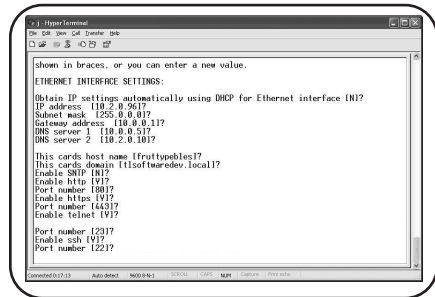 j - HyperTerminal
File Edit View Call Transfer Help
shown in braces, or you can enter a new value.
ETHERNET INTERFACE SETTINGS:
Obtain IP settings automatically using DHCP for Ethernet interface [N]?
IP address [10.2.0.96]?
Subnet mask [255.0.0.0]?
Gateway address [10.0.0.1]?
DNS server 1 [10.0.0.5]?
DNS server 2 [10.2.0.10]?
This cards host name [fruttypebles]?
This cards domain [tlsoftwaredev.local]?
Enable SNTP [N]?
Enable http [Y]?
Port number [80]?
Enable https [Y]?
Port number [443]?
Enable telnet [Y]?
Port number [23]?
Enable ssh [Y]?
Port number [22]?
Connected 0:17:13 Auto detect 9600 8-N-1 SCROLL CAPS NUM Capture Print echo